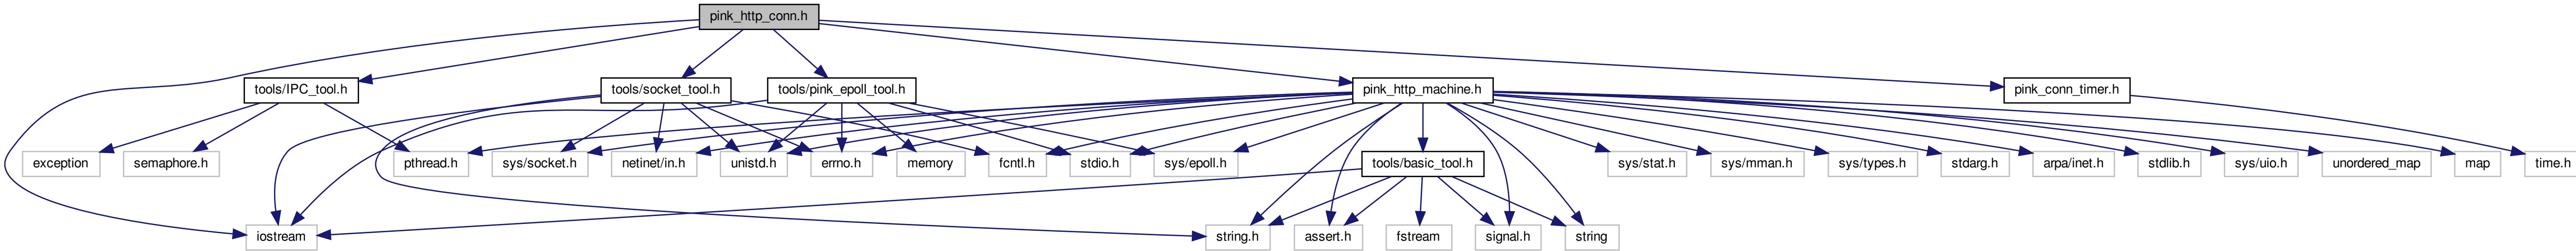 pink_http_conn.h
tools/IPC_tool.h
tools/socket_tool.h
tools/pink_epoll_tool.h
pink_http_machine.h
pink_conn_timer.h
exception
semaphore.h
pthread.h
sys/socket.h
netinet/in.h
unistd.h
errno.h
memory
fcntl.h
stdio.h
sys/epoll.h
tools/basic_tool.h
sys/stat.h
sys/mman.h
sys/types.h
stdarg.h
arpa/inet.h
stdlib.h
sys/uio.h
unordered_map
map
time.h
iostream
string.h
assert.h
fstream
signal.h
string